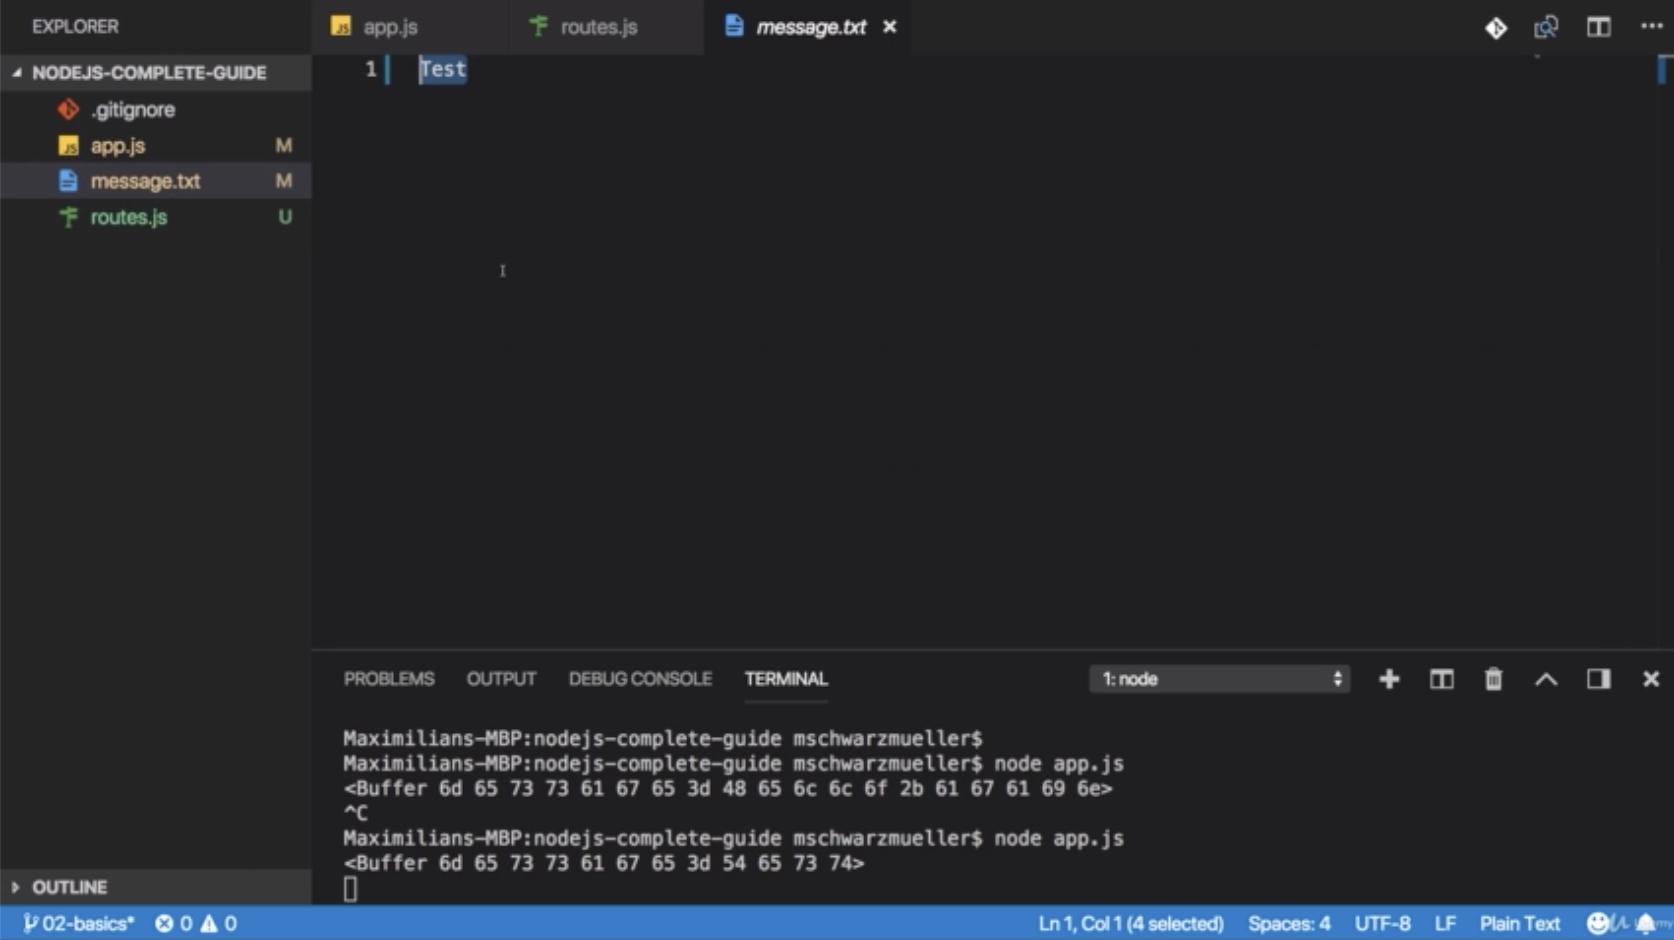 EXPLORER
app.js
routes.js
message.txt
NODEJS-COMPLETE-GUIDE
1 Test
.gitignore
JS app.js M
message.txt M
routes.js U
PROBLEMS OUTPUT DEBUG CONSOLE TERMINAL 1: node
Maximilians-MBP:nodejs-complete-guide mschwarzmueller$
Maximilians-MBP:nodejs-complete-guide mschwarzmueller$ node app.js
<Buffer 6d 65 73 73 61 67 65 3d 48 65 6c 6c 6f 2b 61 67 61 69 6e>
^C
Maximilians-MBP:nodejs-complete-guide mschwarzmueller$ node app.js
<Buffer 6d 65 73 73 61 67 65 3d 54 65 73 74>
OUTLINE
02-basics* 0 0 Ln 1, Col 1 (4 selected) Spaces: 4 UTF-8 LF Plain Text